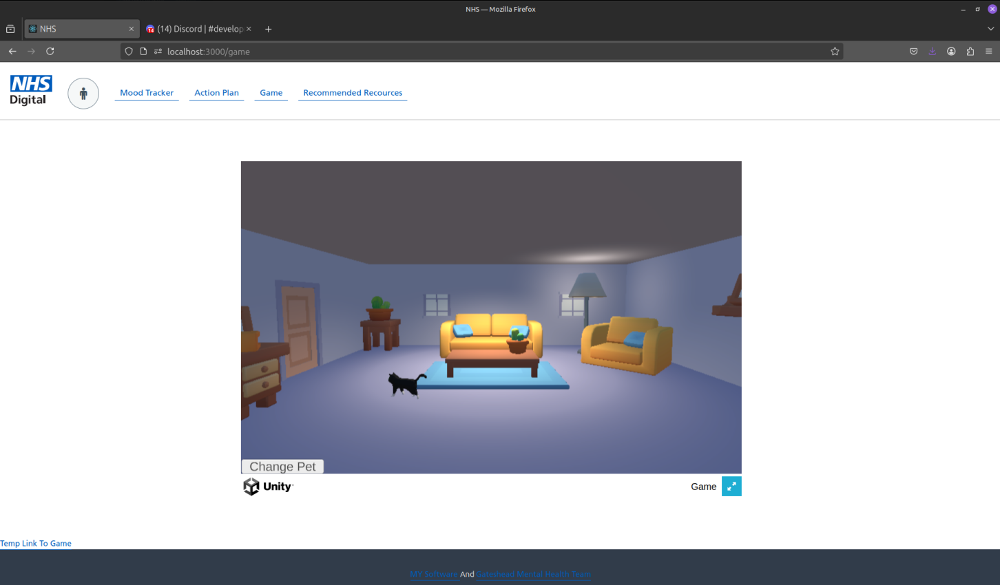 NHS — Mozilla Firefox
NHS
14 (14) Discord | #develop
localhost:3000/game
NHS
Digital
Mood Tracker Action Plan Game Recommended Recources
Change Pet
Unity
Game
Temp Link To Game
MY Software And Gateshead Mental Health Team